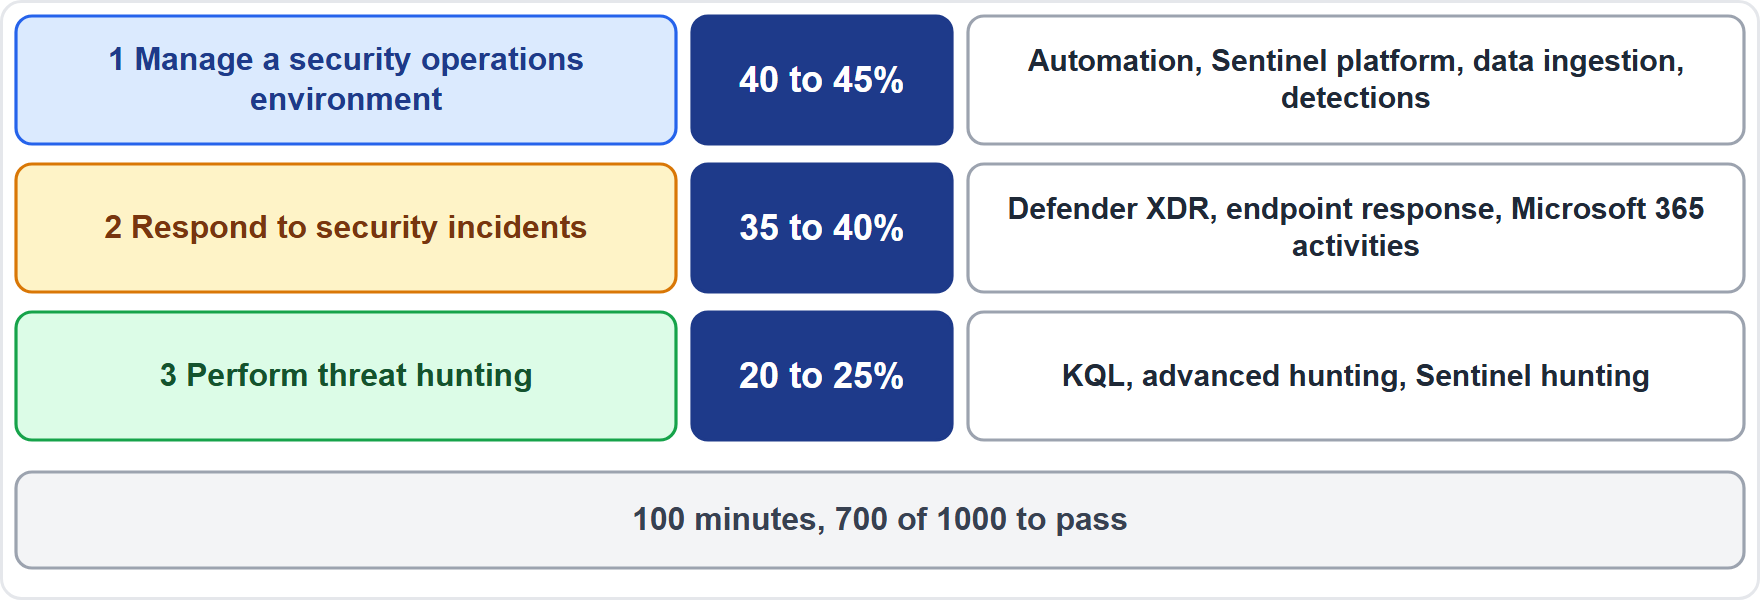 1 Manage a security operations
environment
40 to 45%
Automation, Sentinel platform, data ingestion,
detections
2 Respond to security incidents
35 to 40%
Defender XDR, endpoint response, Microsoft 365
activities
3 Perform threat hunting
20 to 25%
KQL, advanced hunting, Sentinel hunting
100 minutes, 700 of 1000 to pass